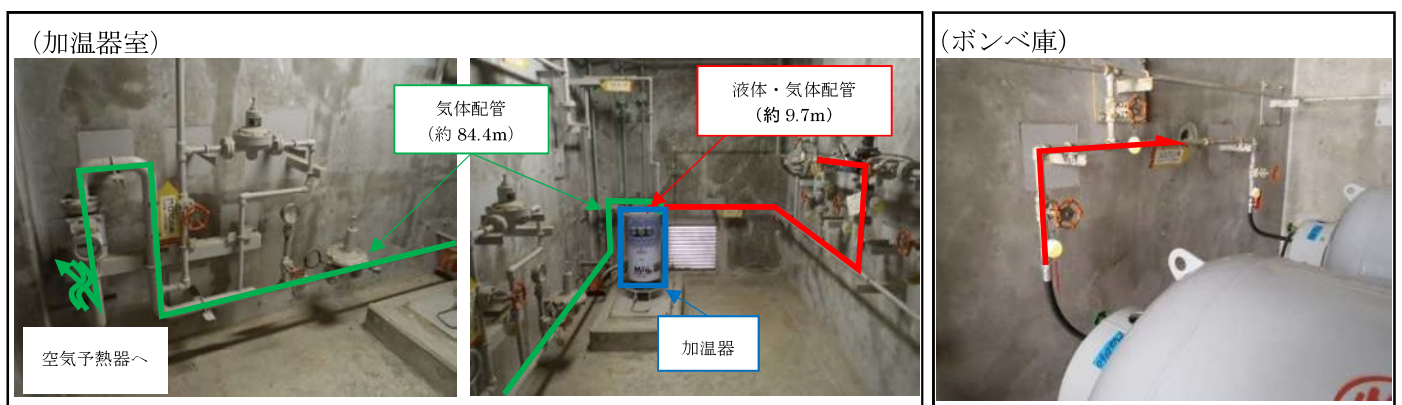 (加温器室)
気体配管
(約 84.4m)
空気予熱器へ
液体・気体配管
(約 9.7m)
加温器
(ボンベ庫)